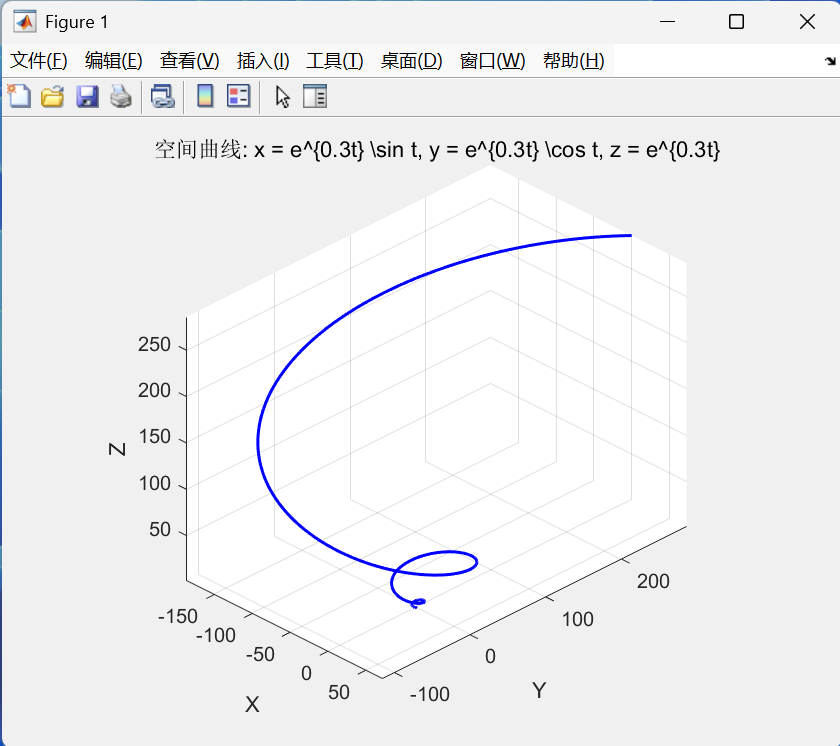 Figure 1
文件(F) 编辑(E) 查看(V) 插入(I) 工具(T) 桌面(D) 窗口(W) 帮助(H)
空间曲线: x = e^{0.3t} \sin t, y = e^{0.3t} \cos t, z = e^{0.3t}
250
200
150
100
50
Z
-150
-100
-50
0
50
X
-100
0
100
200
Y